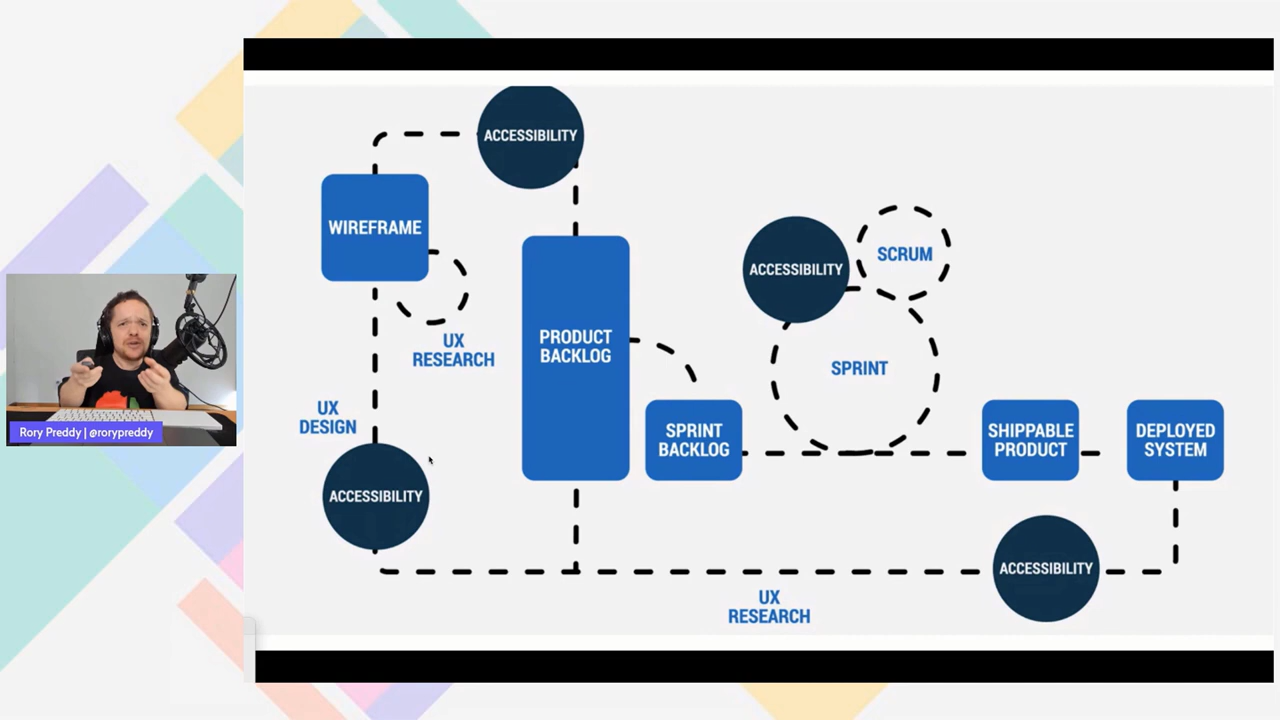 ACCESSIBILITY
WIREFRAME
UX
RESEARCH
UX
DESIGN
ACCESSIBILITY
PRODUCT
BACKLOG
SPRINT
BACKLOG
ACCESSIBILITY
SCRUM
SPRINT
SHIPPABLE
PRODUCT
DEPLOYED
SYSTEM
ACCESSIBILITY
UX
RESEARCH
Rory Preddy | @rorypreddy